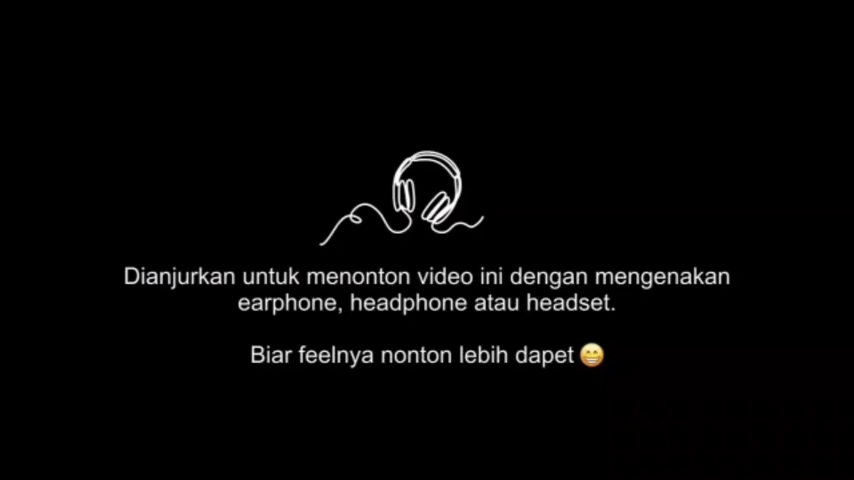 Dianjurkan untuk menonton video ini dengan mengenakan
earphone, headphone atau headset.
Biar feelnya nonton lebih dapet 😁